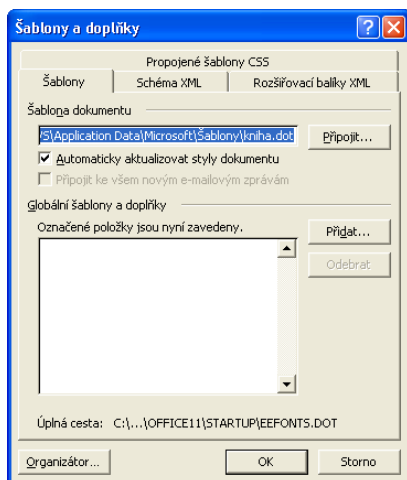 Šablony a doplňky
Propojené šablony CSS
Šablony Schéma XML Rozšiřovací balíky XML
Šablona dokumentu
/S\Application Data\Microsoft\Šablony\kniha.dot Připojit...
Automaticky aktualizovat styly dokumentu
Připojit ke všem novým e-mailovým zprávám
Globální šablony a doplňky
Označené položky jsou nyní zavedeny.
Přidat...
Odebrat
Úplná cesta: C:\...\OFFICE11\STARTUP\EEFONTS.DOT
Organizátor... OK Storno